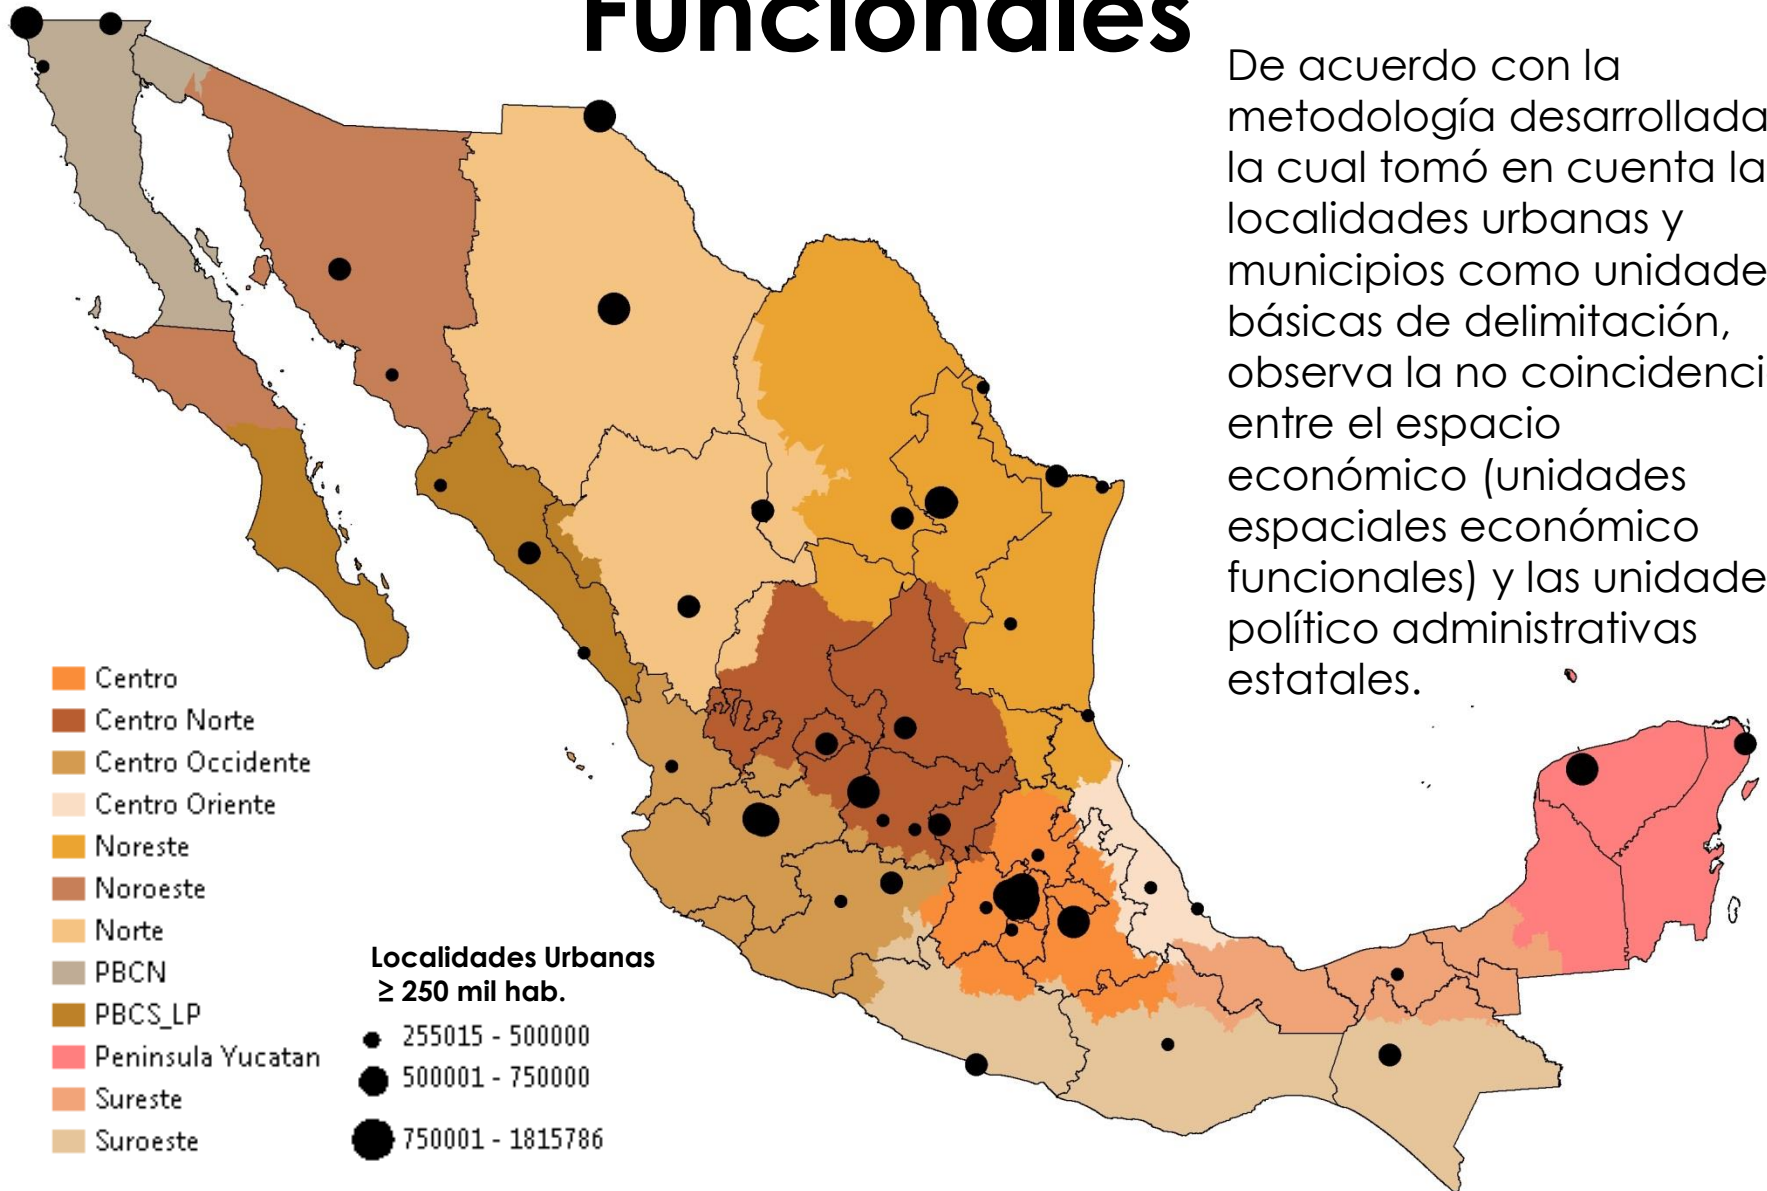 Funcionales
De acuerdo con la
metodología desarrollada
la cual tomó en cuenta la
localidades urbanas y
municipios como unidade
básicas de delimitación,
observa la no coincidenci
entre el espacio
económico (unidades
espaciales económico
funcionales) y las unidade
político administrativas
estatales.
Centro
Centro Norte
Centro Occidente
Centro Oriente
Noreste
Noroeste
Norte
PBCN
PBCS_LP
Peninsula Yucatan
Sureste
Suroeste
Localidades Urbanas
≥ 250 mil hab.
255015 - 500000
500001 - 750000
750001 - 1815786